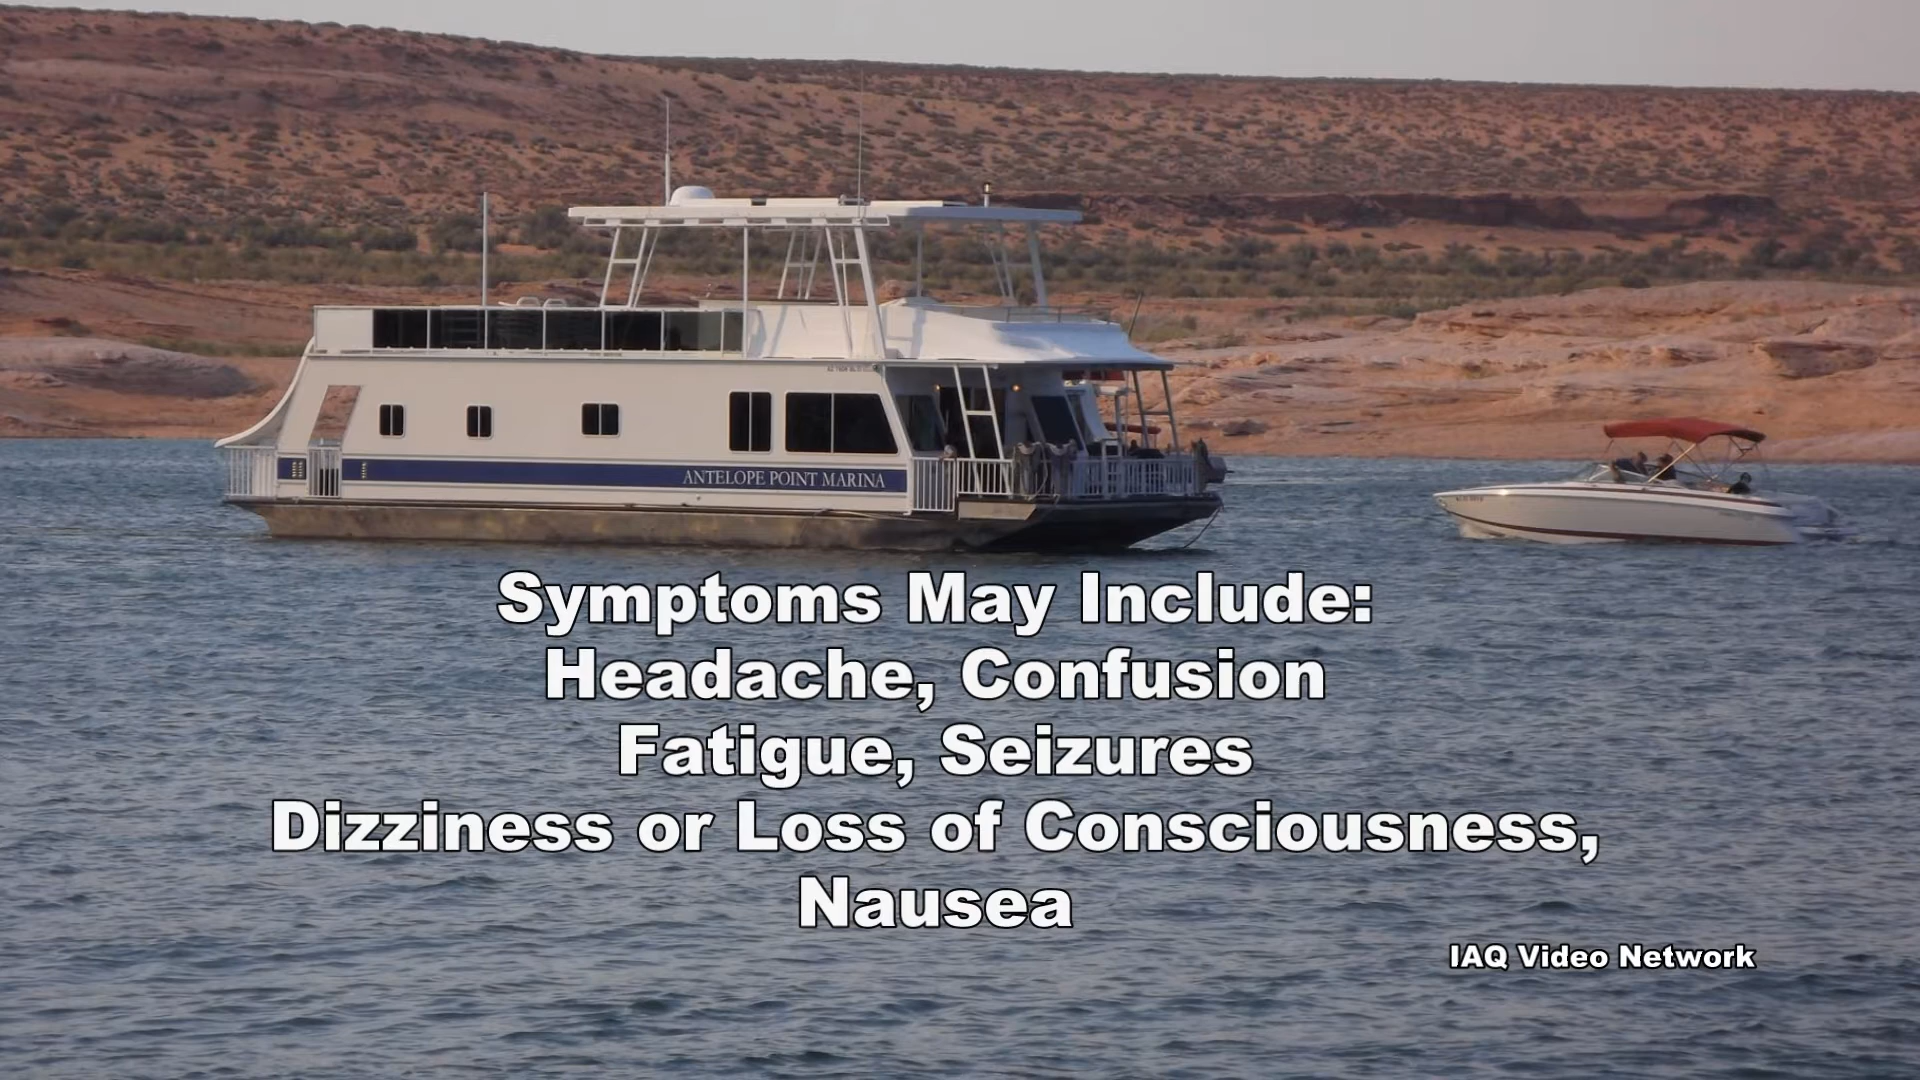 ANTELOPE POINT MARINA
Symptoms May Include:
Headache, Confusion
Fatigue, Seizures
Dizziness or Loss of Consciousness,
Nausea
IAQ Video Network